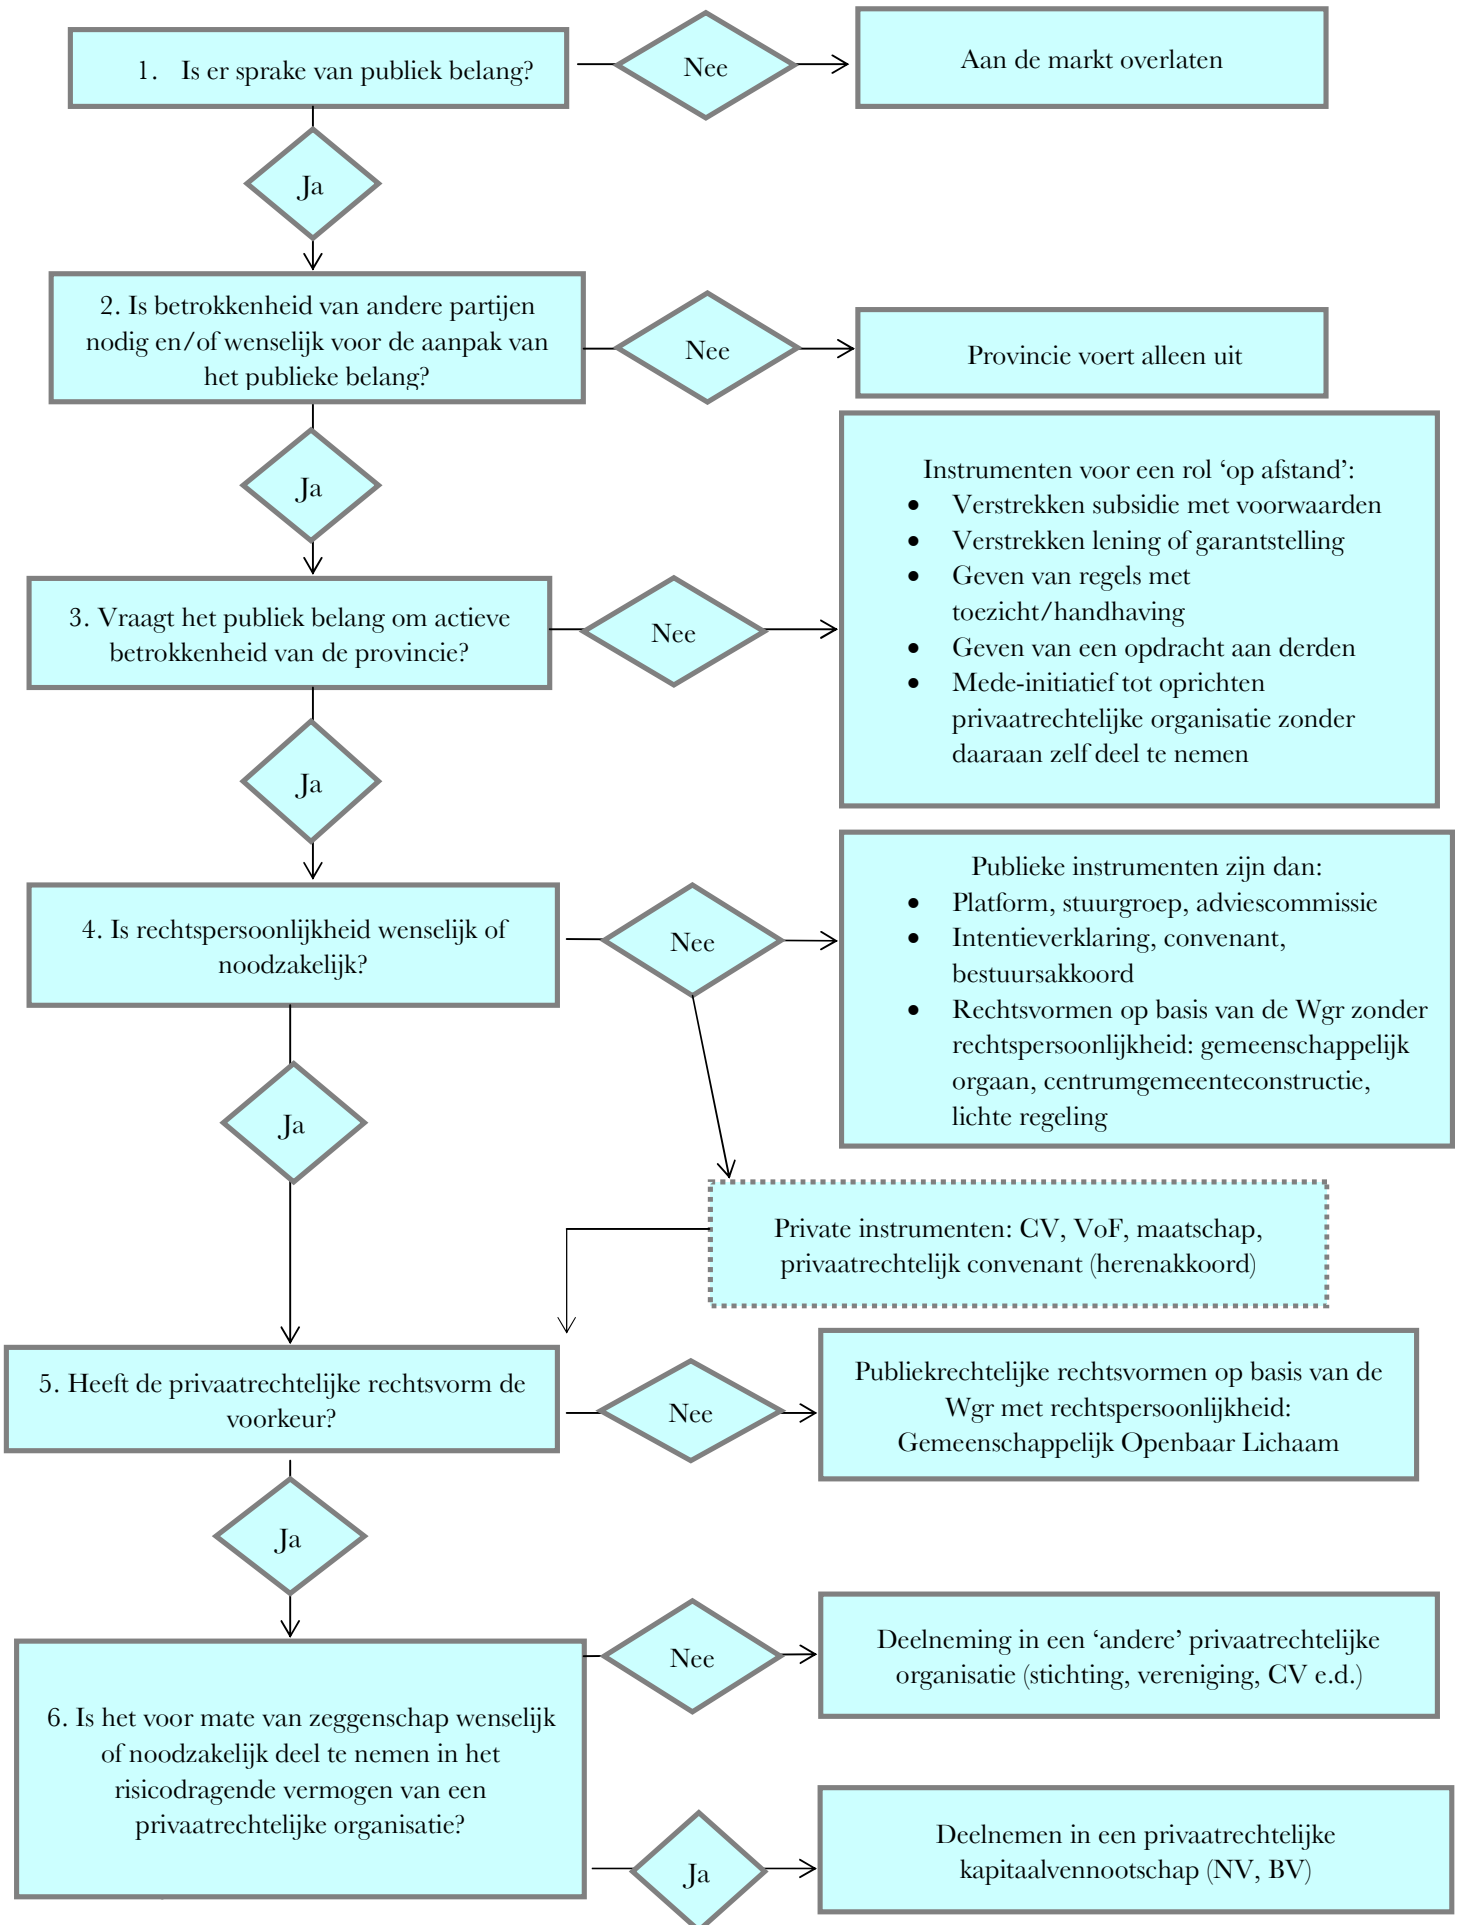 1. Is er sprake van publiek belang?
Nee
Aan de markt overlaten
Ja
2. Is betrokkenheid van andere partijen
nodig en/of wenselijk voor de aanpak van
het publieke belang?
Nee
Provincie voert alleen uit
Ja
Instrumenten voor een rol ‘op afstand’:
• Verstrekken subsidie met voorwaarden
• Verstrekken lening of garantstelling
• Geven van regels met
toezicht/handhaving
• Geven van een opdracht aan derden
• Mede-initiatief tot oprichten
privaatrechtelijke organisatie zonder
daaraan zelf deel te nemen
3. Vraagt het publiek belang om actieve
betrokkenheid van de provincie?
Nee
Ja
4. Is rechtspersoonlijkheid wenselijk of
noodzakelijk?
Nee
Publieke instrumenten zijn dan:
• Platform, stuurgroep, adviescommissie
• Intentieverklaring, convenant,
bestuursakkoord
• Rechtsvormen op basis van de Wgr zonder
rechtspersoonlijkheid: gemeenschappelijk
orgaan, centrumgemeenteconstructie,
lichte regeling
Ja
Private instrumenten: CV, VoF, maatschap,
privaatrechtelijk convenant (herenakkoord)
5. Heeft de privaatrechtelijke rechtsvorm de
voorkeur?
Nee
Publiekrechtelijke rechtsvormen op basis van de
Wgr met rechtspersoonlijkheid:
Gemeenschappelijk Openbaar Lichaam
Ja
6. Is het voor mate van zeggenschap wenselijk
of noodzakelijk deel te nemen in het
risicodragende vermogen van een
privaatrechtelijke organisatie?
Nee
Deelneming in een ‘andere’ privaatrechtelijke
organisatie (stichting, vereniging, CV e.d.)
Ja
Deelnemen in een privaatrechtelijke
kapitaalvennootschap (NV, BV)